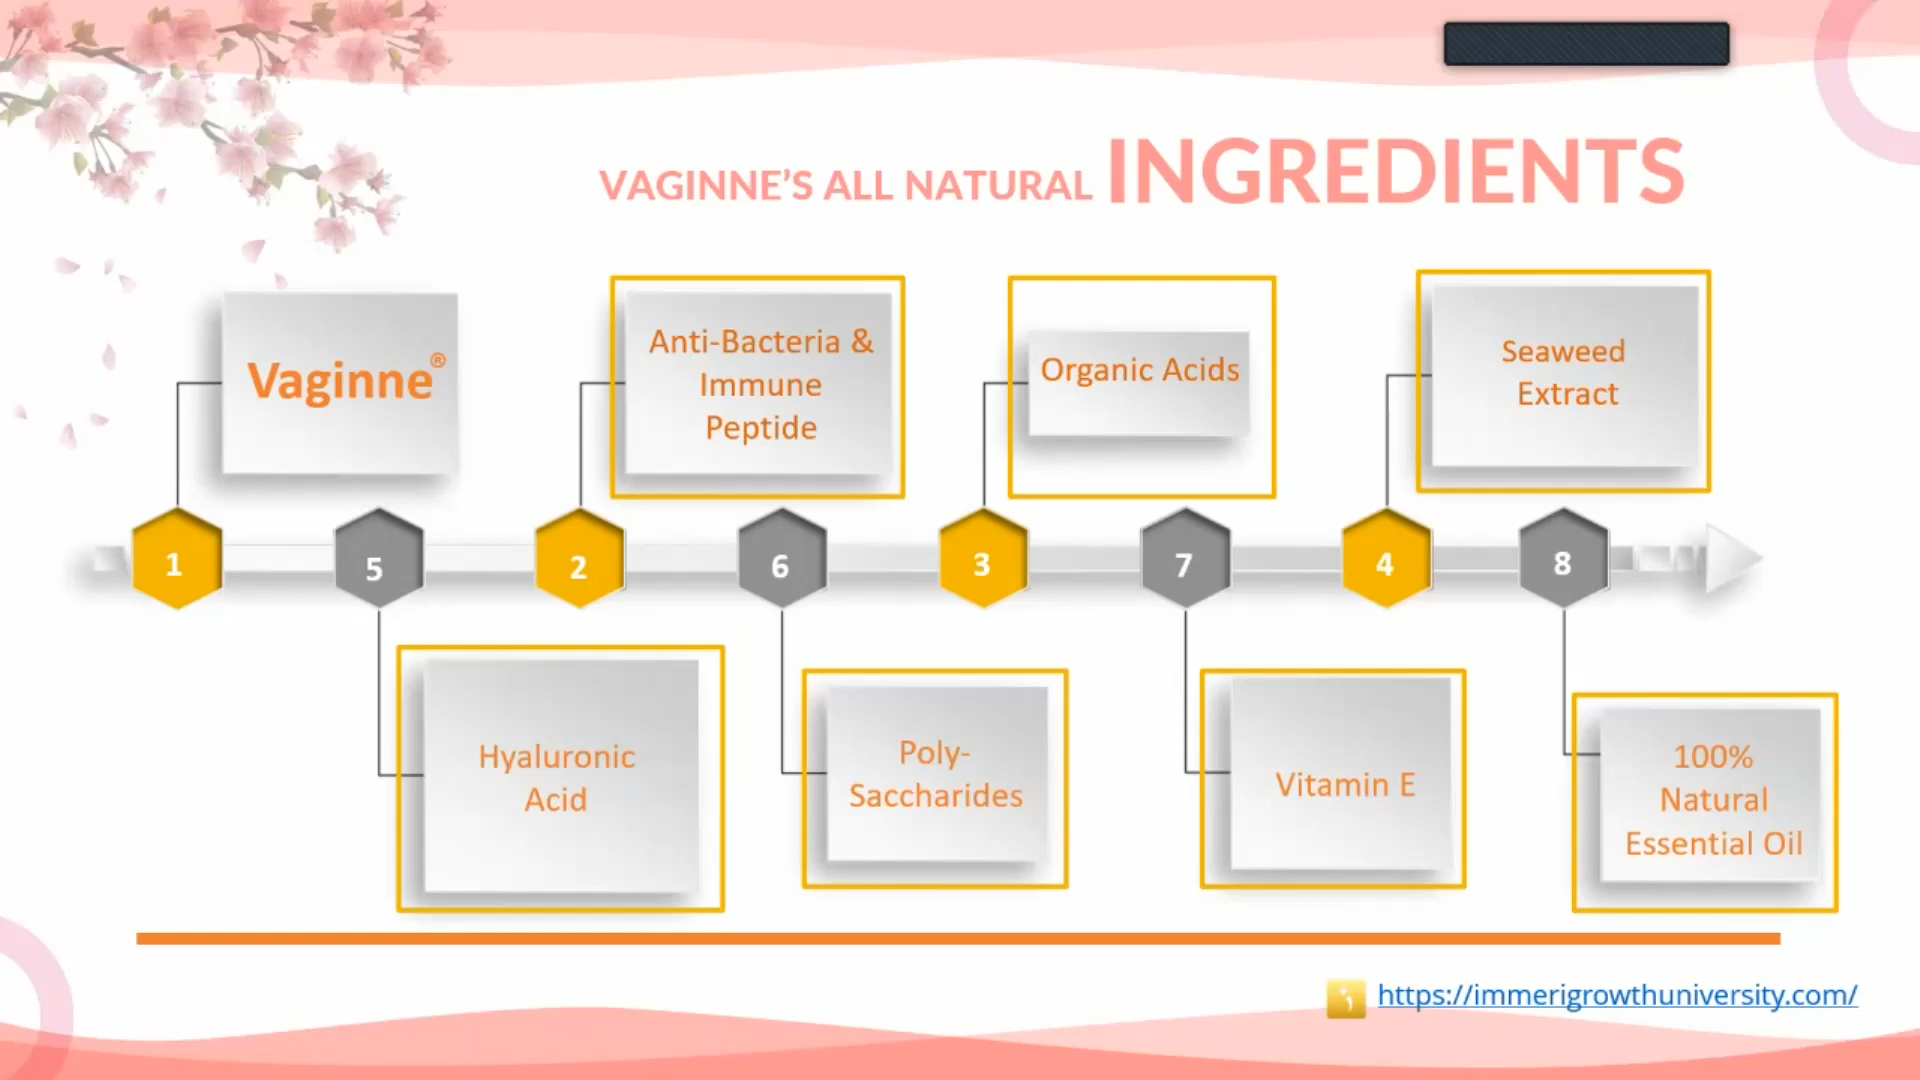 VAGINNE'S ALL NATURAL INGREDIENTS
Vaginne®
Anti-Bacteria &
Immune
Peptide
Organic Acids
Seaweed
Extract
1
5
2
6
3
7
4
8
Hyaluronic
Acid
Poly-
Saccharides
Vitamin E
100%
Natural
Essential Oil
https://immerigrowthuniversity.com/